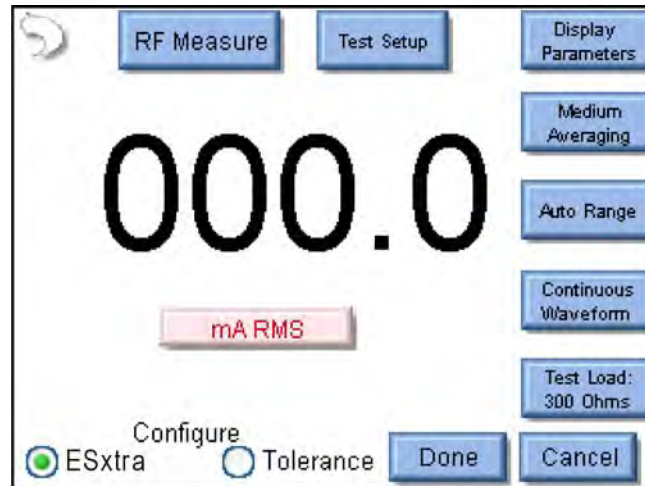 RF Measure
Test Setup
Display
Parameters
Medium
Averaging
000.0
Auto Range
Continuous
Waveform
mA RMS
Test Load:
300 Ohms
Configure
ESxtra
Tolerance
Done
Cancel